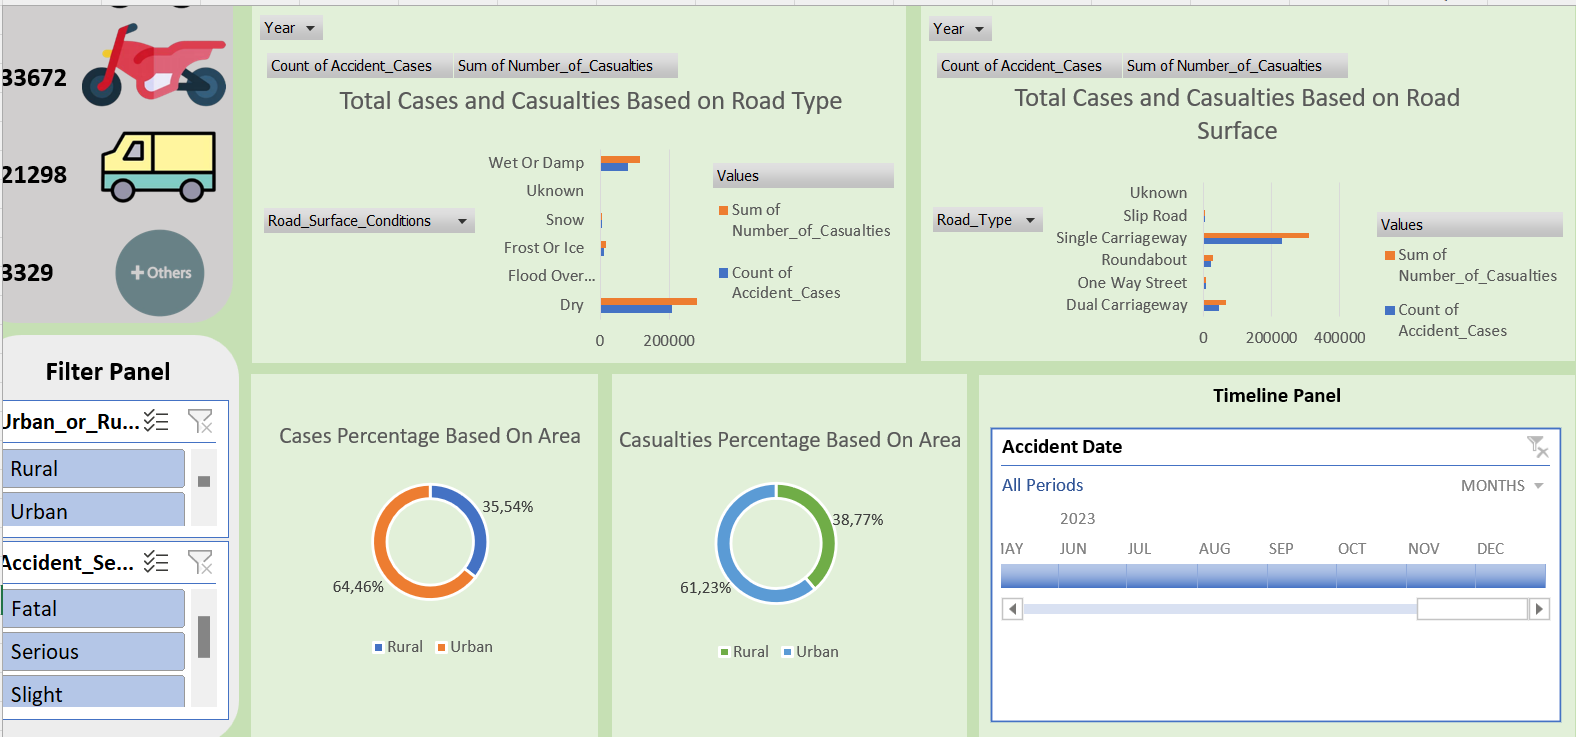 33672
21298
3329
+ Others
Filter Panel
Urban_or_Ru...
Rural
Urban
Accident_Se...
Fatal
Serious
Slight
Year
Count of Accident_Cases Sum of Number_of_Casualties
Total Cases and Casualties Based on Road Type
Road_Surface_Conditions
Wet Or Damp
Uknown
Snow
Frost Or Ice
Flood Over...
Dry
0 200000
Values
Sum of
Number_of_Casualties
Count of
Accident_Cases
Year
Count of Accident_Cases Sum of Number_of_Casualties
Total Cases and Casualties Based on Road
Surface
Road_Type
Uknown
Slip Road
Single Carriageway
Roundabout
One Way Street
Dual Carriageway
0 200000 400000
Values
Sum of
Number_of_Casualties
Count of
Accident_Cases
Cases Percentage Based On Area
35,54%
64,46%
Rural Urban
Casualties Percentage Based On Area
38,77%
61,23%
Rural Urban
Timeline Panel
Accident Date
All Periods MONTHS
2023
MAY JUN JUL AUG SEP OCT NOV DEC